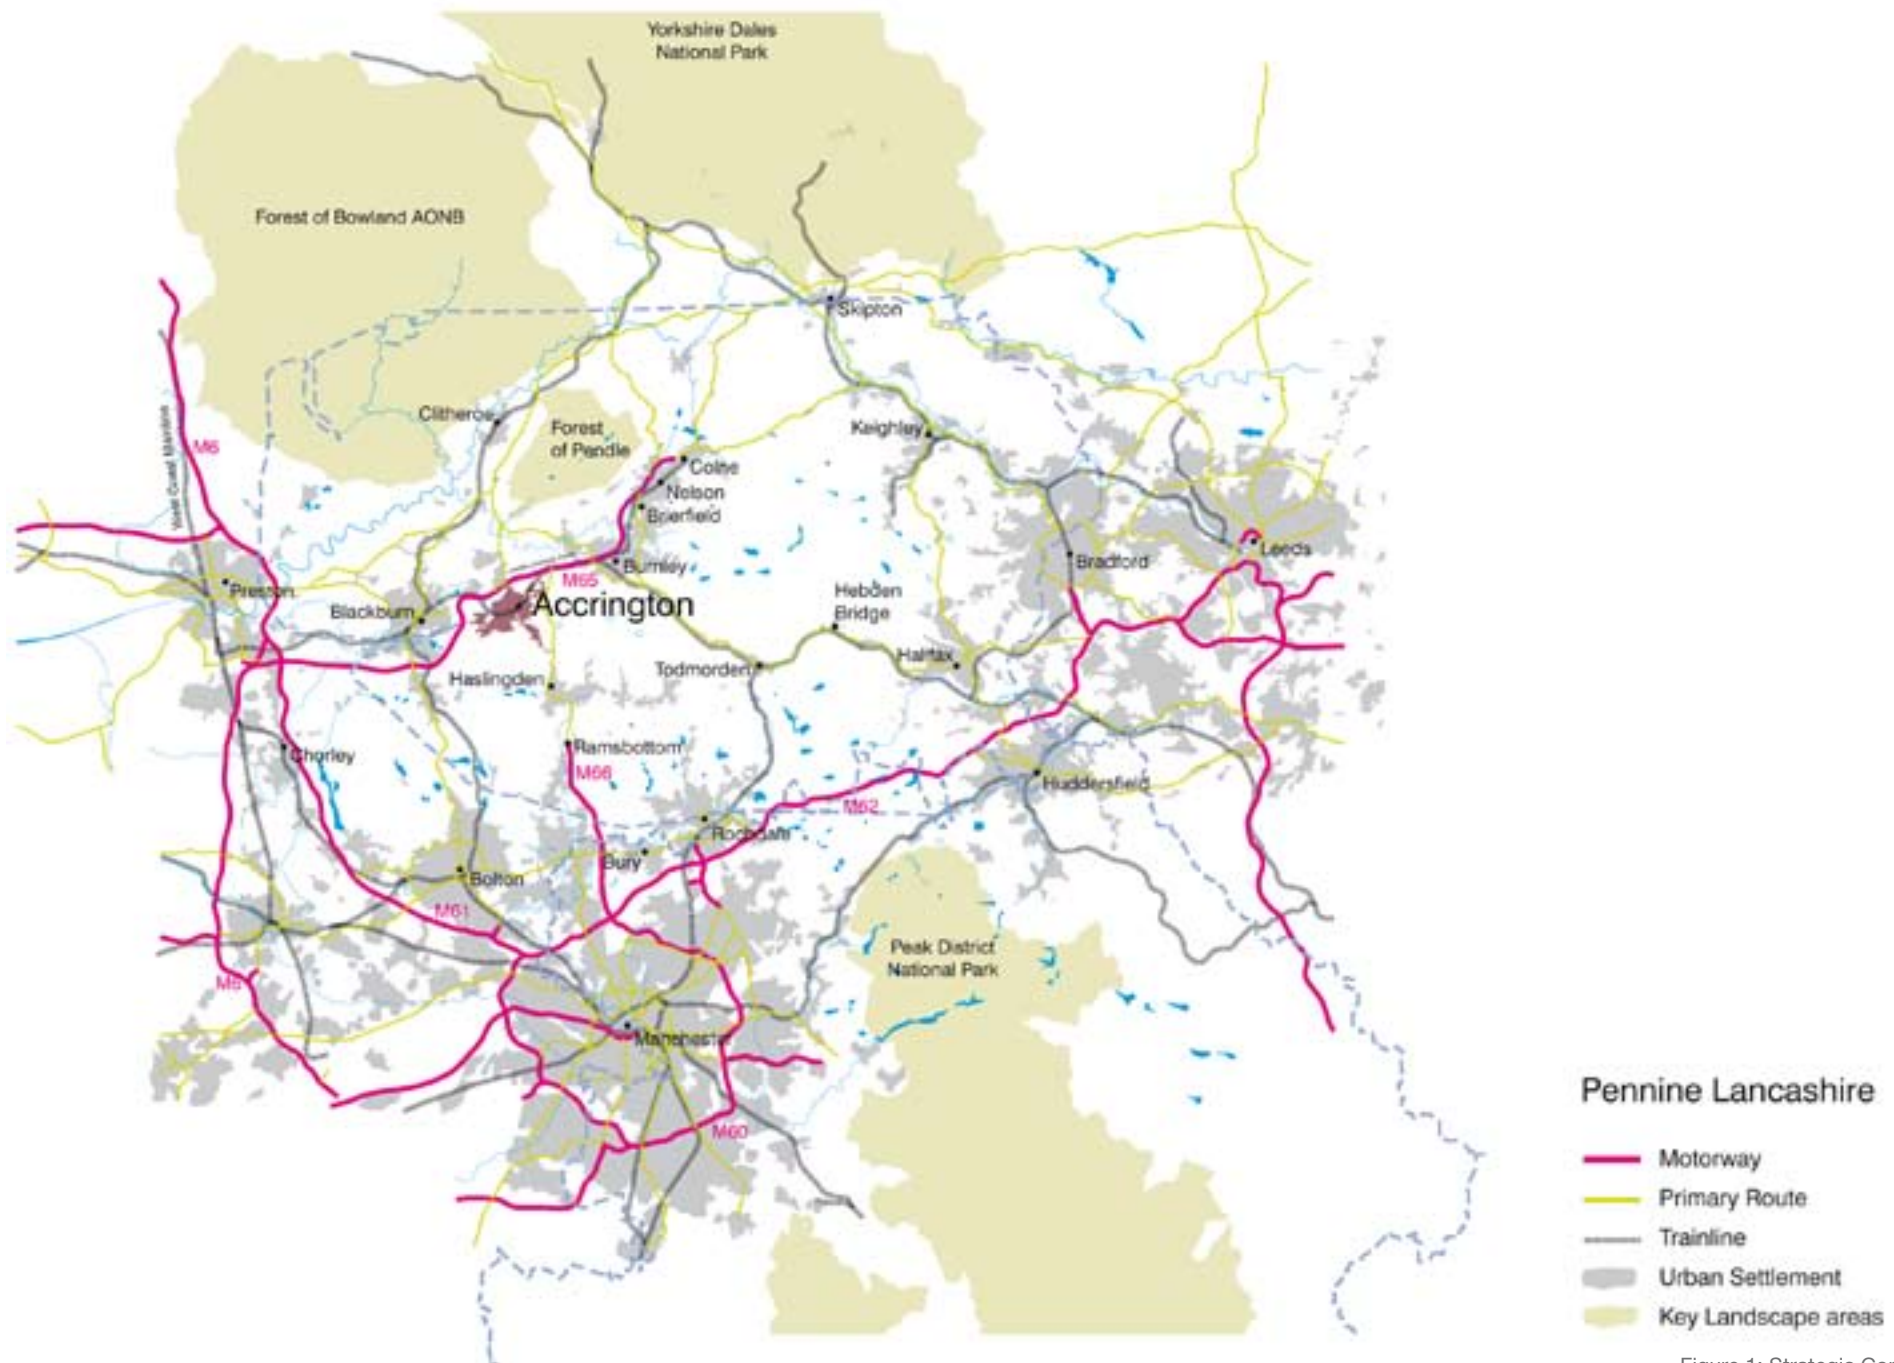 Yorkshire Dales
National Park
Forest of Bowland AONB
Skipton
Clitheroe
Forest
of Pendle
Keighley
West Coast Mainline
M6
Colne
Nelson
Brierfield
Burnley
M65
Accrington
Preston
Blackburn
Hebden
Bridge
Bradford
Leeds
Haslingden
Todmorden
Halifax
Chorley
Ramsbottom
M66
M62
Huddersfield
Rochdale
Bury
Bolton
M61
Peak District
National Park
M6
Manchester
M60
Pennine Lancashire
Motorway
Primary Route
Trainline
Urban Settlement
Key Landscape areas
Figure 1: Strategic